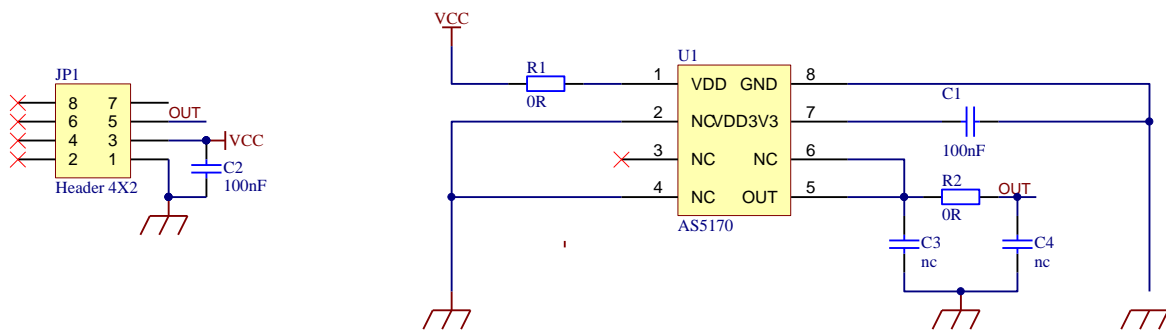 JP1
8 7
6 5 OUT
4 3 VCC
2 1
C2
100nF
Header 4X2
VCC
U1
R1
0R
1 VDD GND 8
2 NC VDD3V3 7
3 NC NC 6
4 NC OUT 5
AS5170
C1
100nF
R2
0R
OUT
C3
nc
C4
nc